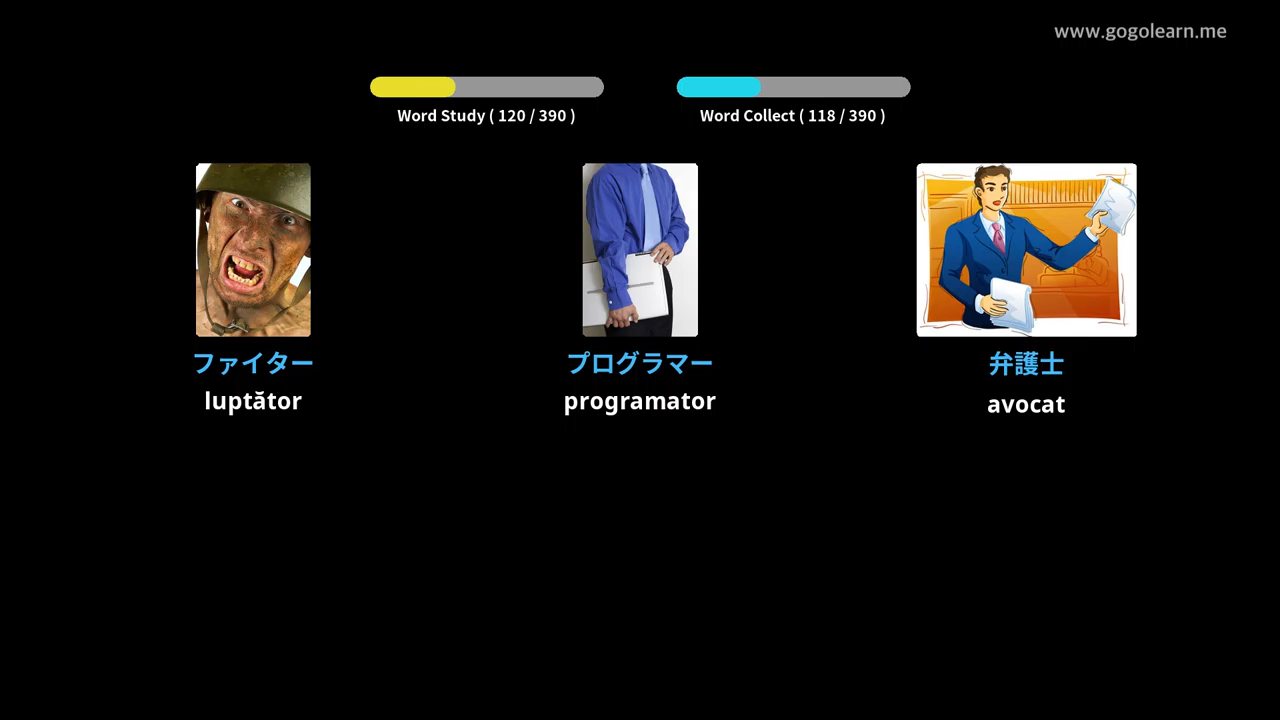 www.gogolearn.me
Word Study ( 120 / 390 )
Word Collect ( 118 / 390 )
ファイター
プログラマー
弁護士
luptător
programator
avocat